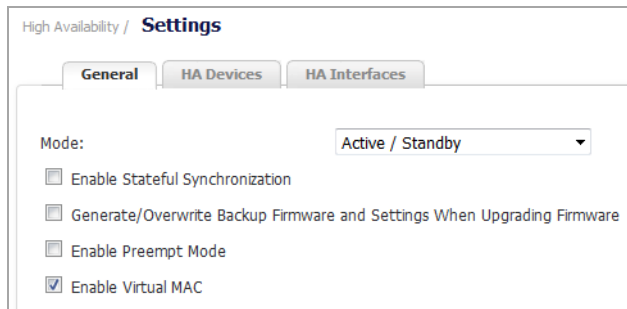 High Availability / Settings
General HA Devices HA Interfaces
Mode: Active / Standby
Enable Stateful Synchronization
Generate/Overwrite Backup Firmware and Settings When Upgrading Firmware
Enable Preempt Mode
Enable Virtual MAC